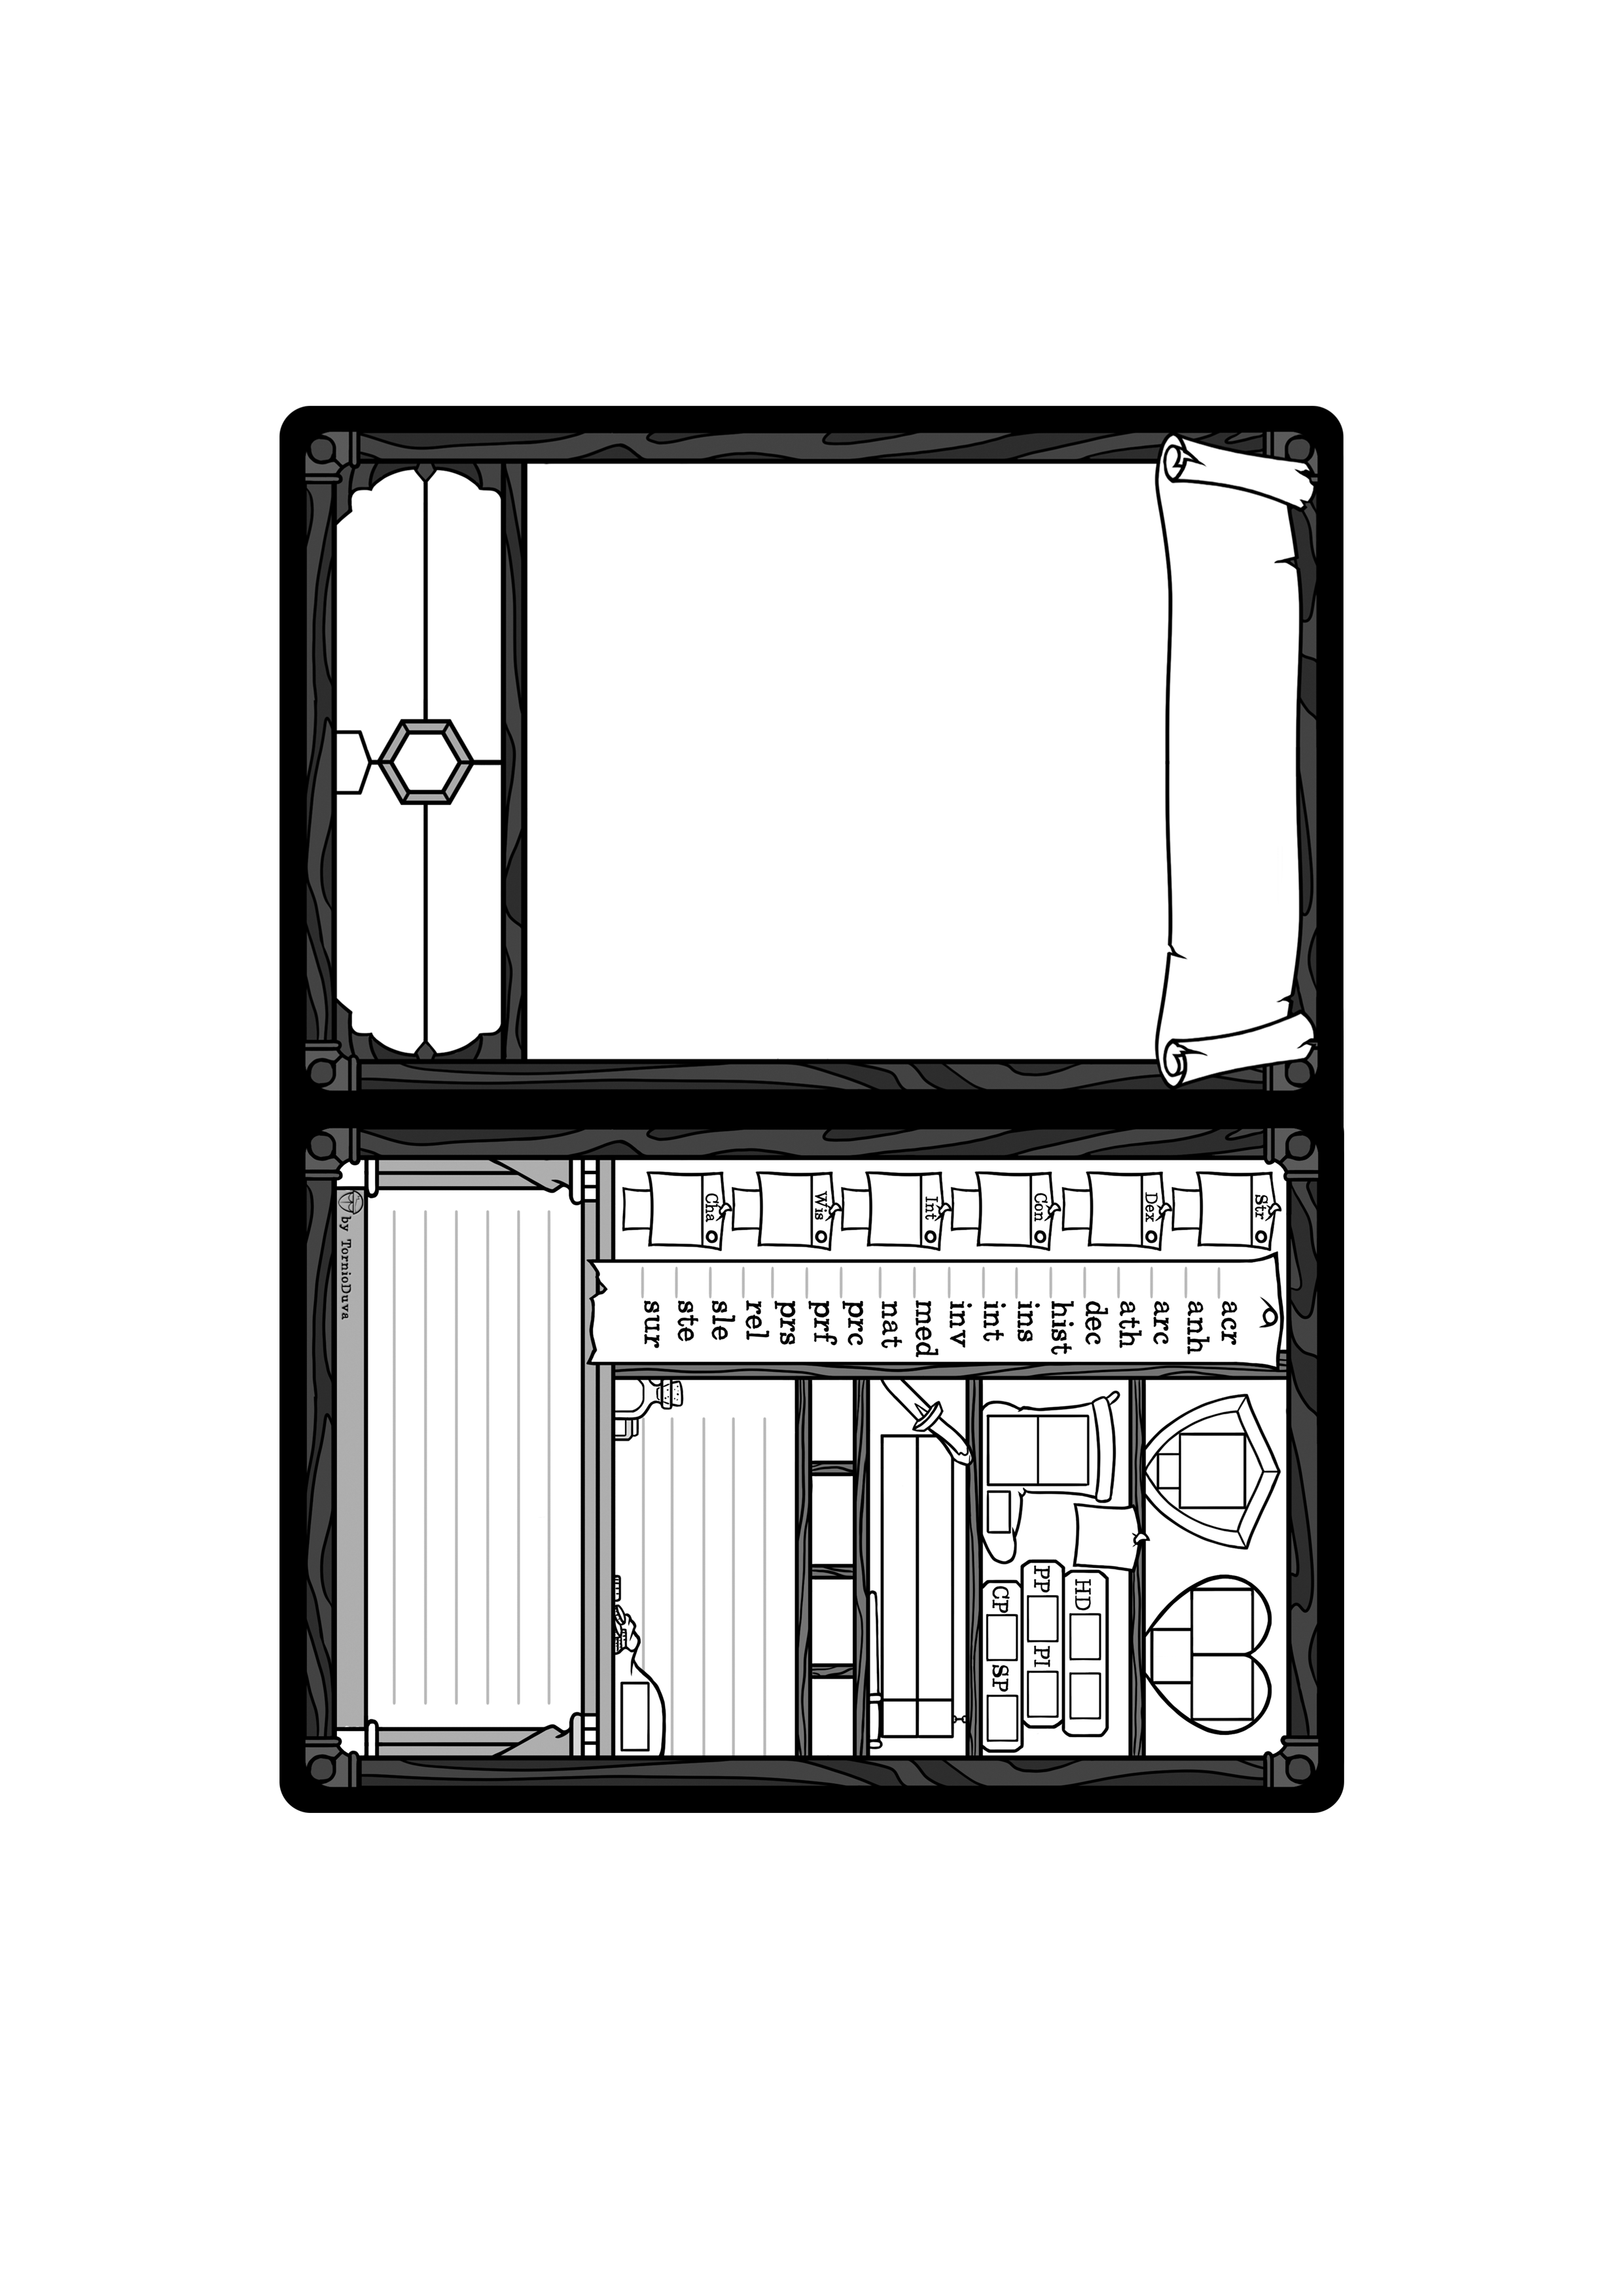 Str
Dex
Con
Int
Wis
Cha
acr
anh
arc
ath
dec
hist
ins
int
inv
med
nat
prc
prf
prs
rel
sle
ste
sur
HD
PP PI
CP SP
by TornioDuva